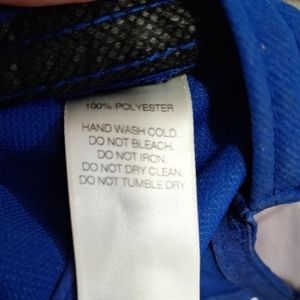 100% POLYESTER
HAND WASH COLD.
DO NOT BLEACH.
DO NOT IRON.
DO NOT DRY CLEAN.
DO NOT TUMBLE DRY.